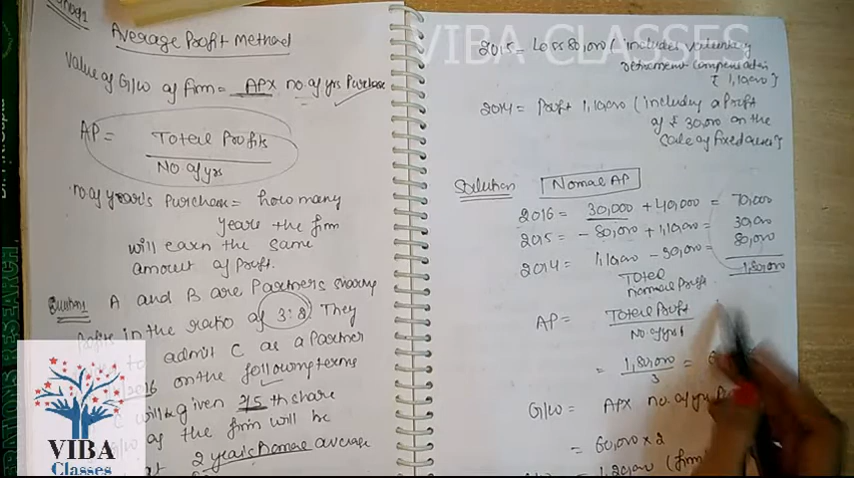 Average Profit Method
Value of G/W of firm = APX no. of yrs Purchase
AP = Total Profits
No of yrs
no. of year's Purchase = how many
years the firm
will earn the same
amount of Profit.
A and B are Partners sharing
Profits in the ratio of 3:2. They
admit C as a Partner
2016 on the following terms
C will be given 2/5 th share
G/W of the firm will be
2 year's Normal average
VIBA
Classes
VIBA CLASSES
2015 = Loss 80,000 (includes voluntary
retirement compensation
₹ 1,10,000)
2014 = Profit 1,10,000 (includes a Profit
of ₹ 30,000 on the
Sale of fixed assets)
Solution Normal AP
2016 = 30,000 + 40,000 = 70,000
2015 = - 80,000 + 1,10,000 = 30,000
2014 = 1,10,000 - 30,000 = 80,000
Total normal Profit 1,80,000
AP = Total Profit
No. of yrs
= 1,80,000
3 =
G/W = APX no. of yrs
= 60,000 x 2
1,20,000 (firm